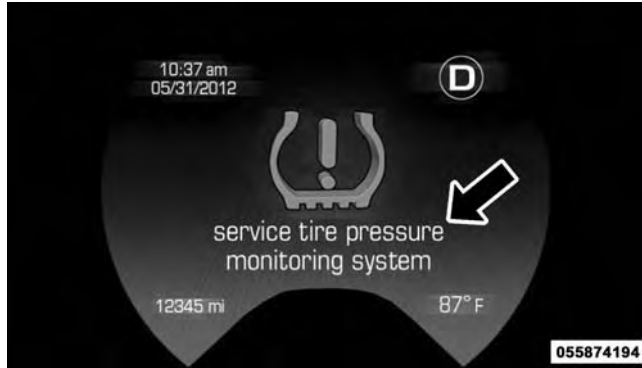 10:37 am
05/31/2012
D
service tire pressure
monitoring system
12345 mi
87° F
055874194